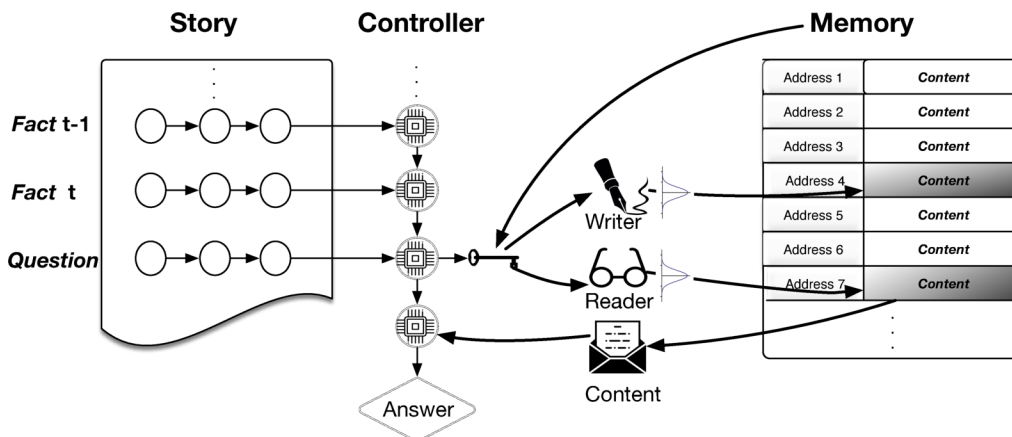 Story
Controller
Memory
Fact t-1
Fact t
Question
Writer
Reader
Content
Answer
Address 1 Content
Address 2 Content
Address 3 Content
Address 4 Content
Address 5 Content
Address 6 Content
Address 7 Content